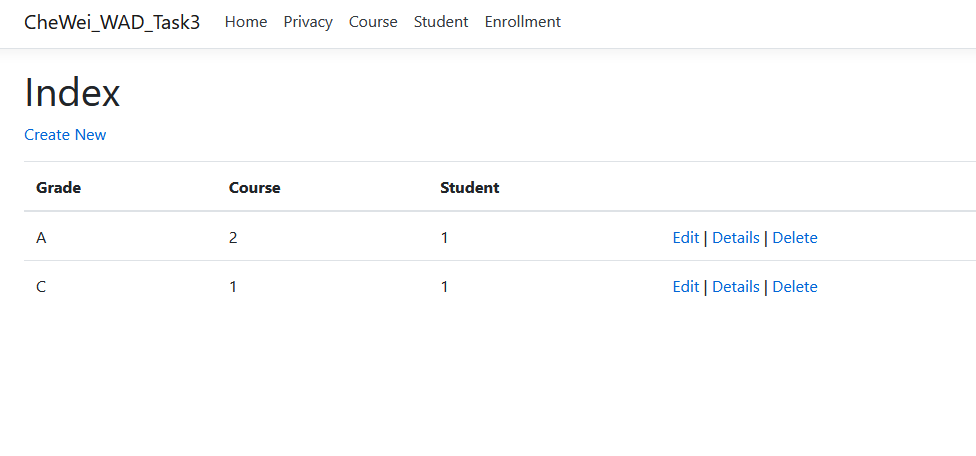 CheWei_WAD_Task3 Home Privacy Course Student Enrollment
Index
Create New
Grade Course Student
A 2 1 Edit | Details | Delete
C 1 1 Edit | Details | Delete